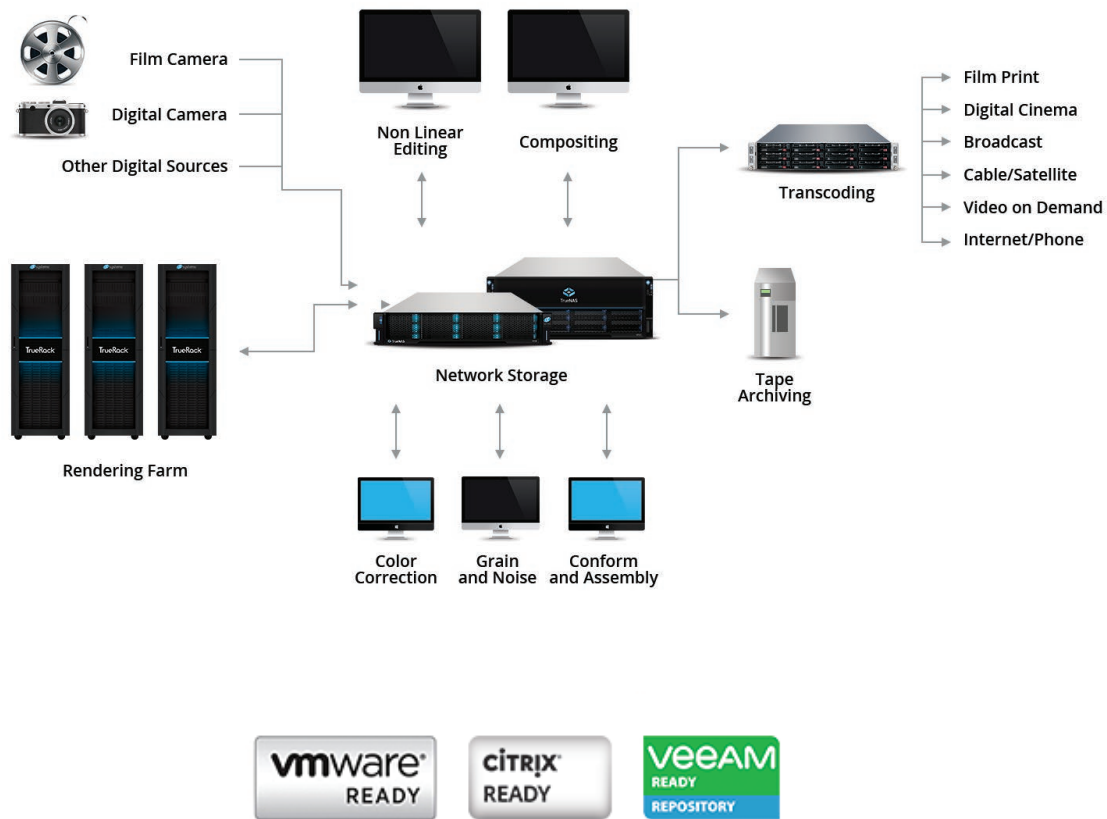 Film Camera
Digital Camera
Other Digital Sources
Non Linear
Editing
Compositing
Transcoding
Film Print
Digital Cinema
Broadcast
Cable/Satellite
Video on Demand
Internet/Phone
TrueRack
TrueRack
TrueRack
Rendering Farm
TrueNAS
Network Storage
Tape
Archiving
Color
Correction
Grain
and Noise
Conform
and Assembly
vmware®
READY
CITRIX®
READY
veeAM
READY
REPOSITORY